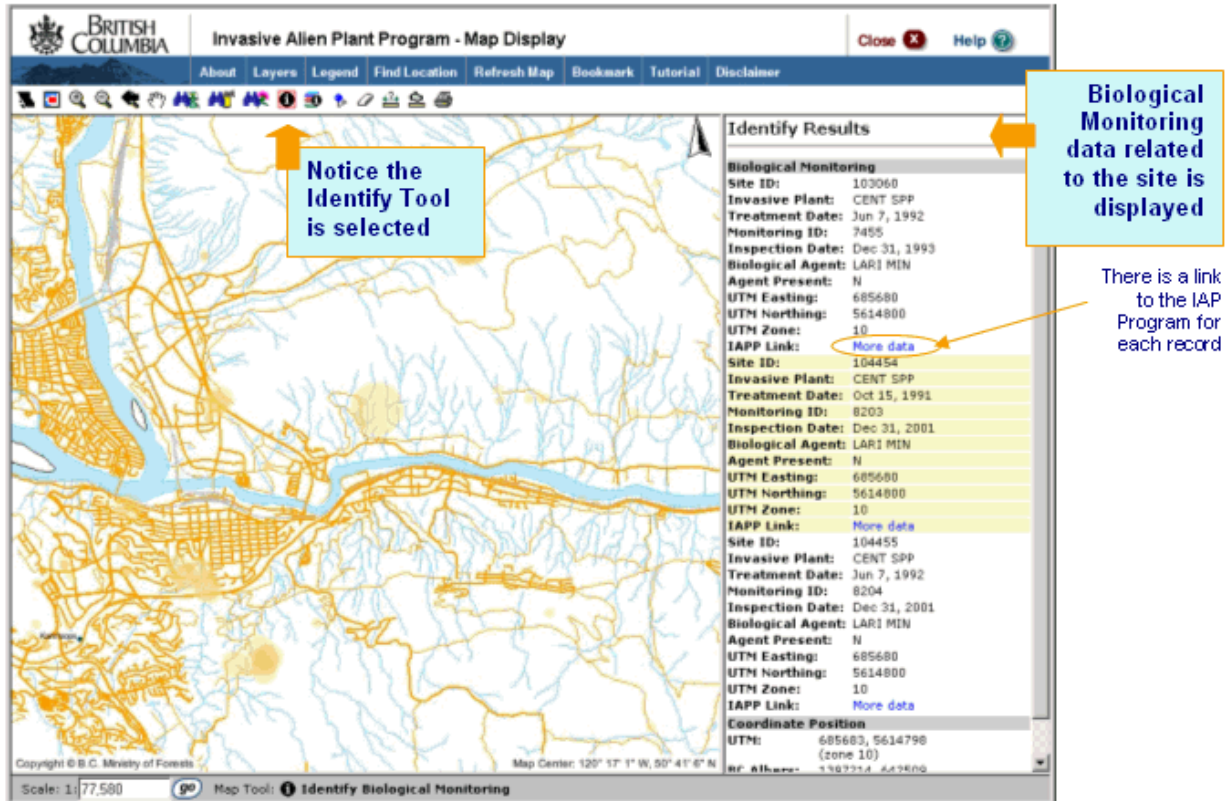 BRITISH
COLUMBIA
Invasive Alien Plant Program - Map Display
Close
Help
About Layers Legend Find Location Refresh Map Bookmark Tutorial Disclaimer
Notice the
Identify Tool
is selected
Identify Results
Biological Monitoring
Site ID: 103060
Invasive Plant: CENT SPP
Treatment Date: Jun 7, 1992
Monitoring ID: 7455
Inspection Date: Dec 31, 1993
Biological Agent: LARI MIN
Agent Present: N
UTM Easting: 685680
UTM Northing: 5614800
UTM Zone: 10
IAPP Link: More data
Site ID: 104454
Invasive Plant: CENT SPP
Treatment Date: Oct 15, 1991
Monitoring ID: 8203
Inspection Date: Dec 31, 2001
Biological Agent: LARI MIN
Agent Present: N
UTM Easting: 685680
UTM Northing: 5614800
UTM Zone: 10
IAPP Link: More data
Site ID: 104455
Invasive Plant: CENT SPP
Treatment Date: Jun 7, 1992
Monitoring ID: 8204
Inspection Date: Dec 31, 2001
Biological Agent: LARI MIN
Agent Present: N
UTM Easting: 685680
UTM Northing: 5614800
UTM Zone: 10
IAPP Link: More data
Coordinate Position
UTM: 685683, 5614798
(zone 10)
BC Albers: 1397214, 642509
Biological
Monitoring
data related
to the site is
displayed
There is a link
to the IAP
Program for
each record
Kamloops
Copyright © B.C. Ministry of Forests
Map Center: 120° 17' 1" W, 50° 41' 6" N
Scale: 1: 77,580 go Map Tool: Identify Biological Monitoring